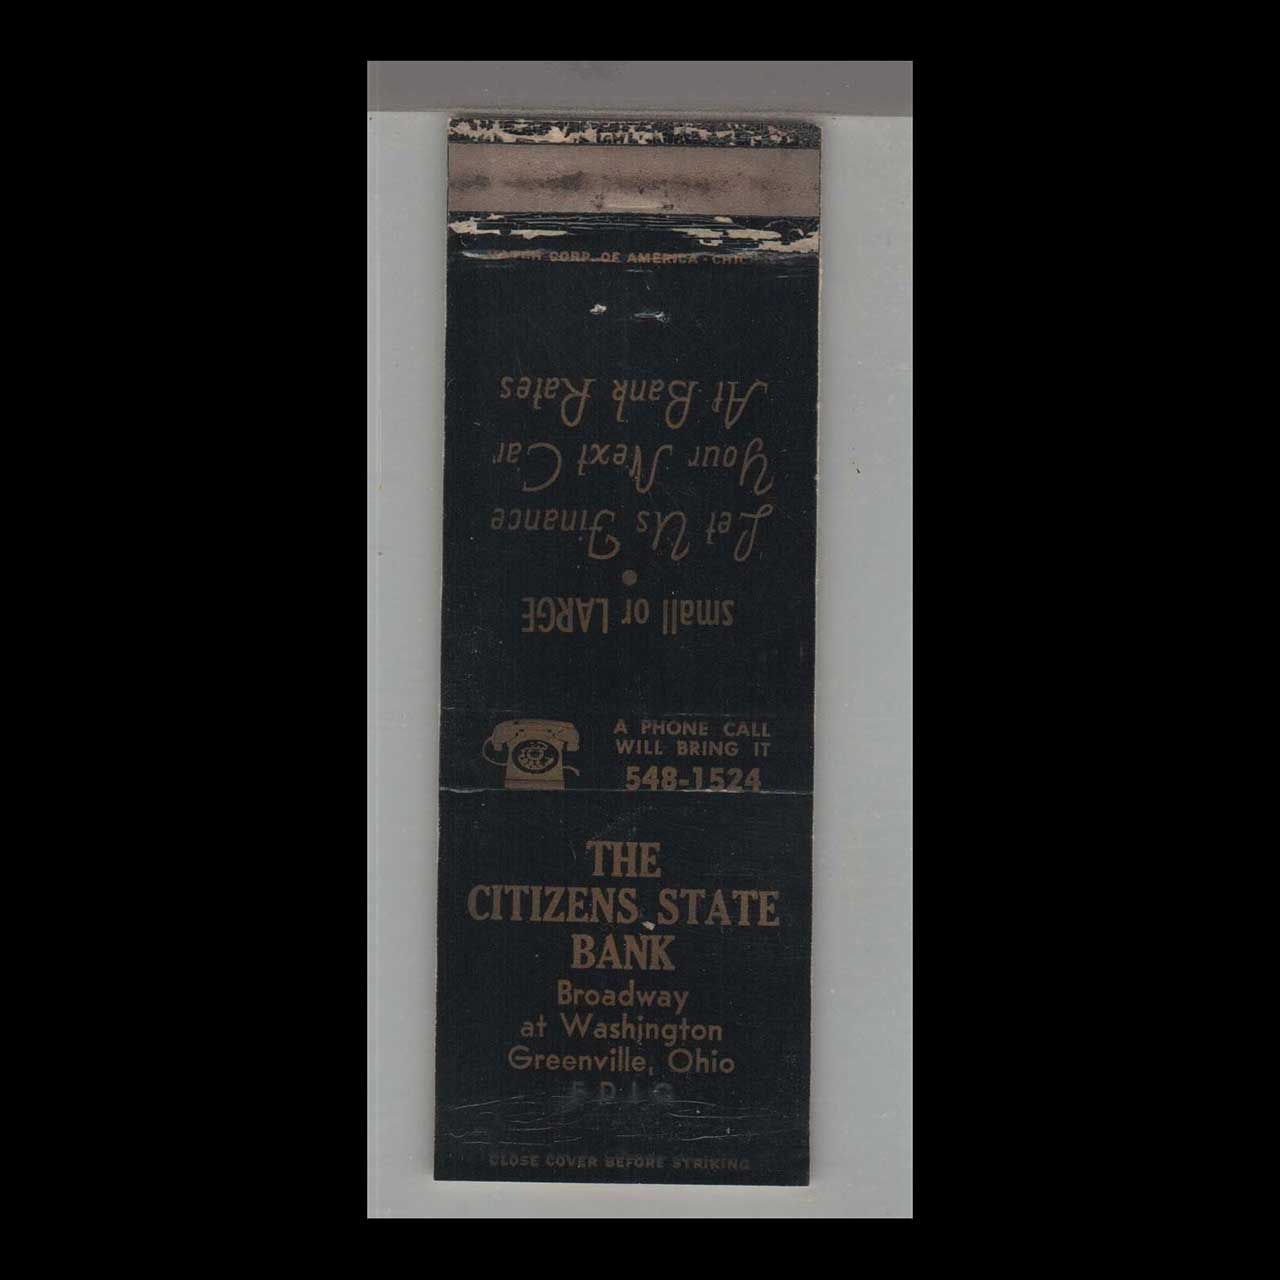 CORP. OF AMERICA
small or LARGE
Let Us Finance
Your Next Car
At Bank Rates
A PHONE CALL
WILL BRING IT
548-1524
THE
CITIZENS STATE
BANK
Broadway
at Washington
Greenville, Ohio
FDIC
CLOSE COVER BEFORE STRIKING